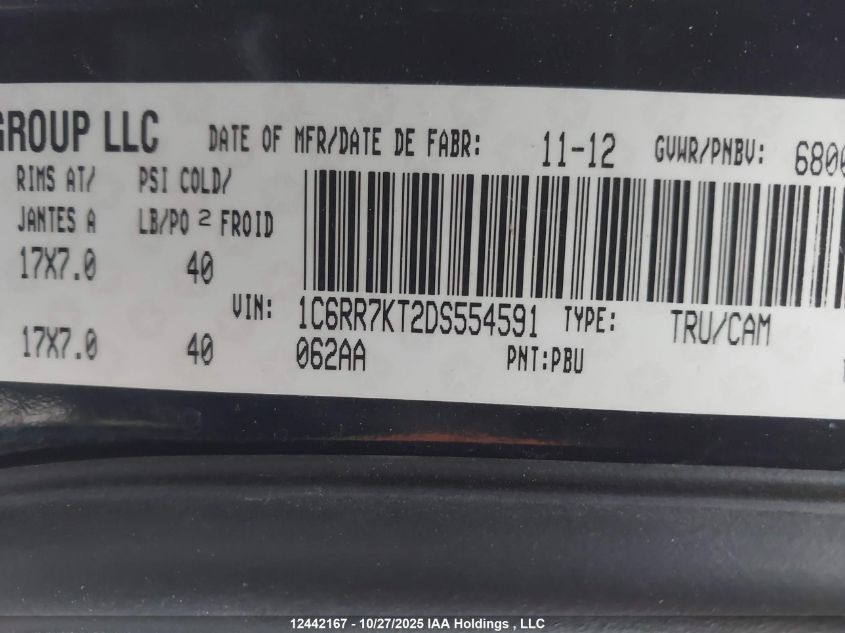 GROUP LLC DATE OF MFR/DATE DE FABR: 11-12 GVWR/PNBV:
RIMS AT/ PSI COLD/
JANTES A LB/PO 2 FROID
17X7.0 40
VIN: 1C6RR7KT2DS554591 TYPE: TRU/CAM
17X7.0 40 062AA PNT:PBU
12442167 - 10/27/2025 IAA Holdings , LLC